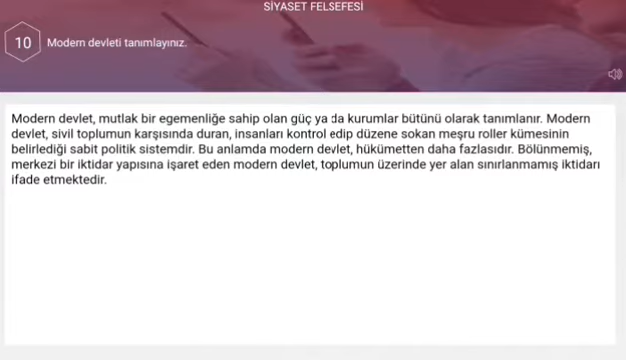 SİYASET FELSEFESİ
10
Modern devleti tanımlayınız.
Modern devlet, mutlak bir egemenliğe sahip olan güç ya da kurumlar bütünü olarak tanımlanır. Modern
devlet, sivil toplumun karşısında duran, insanları kontrol edip düzene sokan meşru roller kümesinin
belirlediği sabit politik sistemdir. Bu anlamda modern devlet, hükümetten daha fazlasıdır. Bölünmemiş,
merkezi bir iktidar yapısına işaret eden modern devlet, toplumun üzerinde yer alan sınırlanmamış iktidarı
ifade etmektedir.